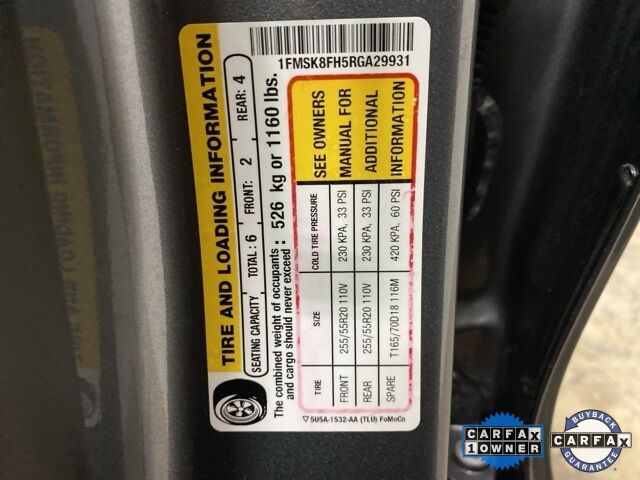 1FMSK8FH5RGA29931
TIRE AND LOADING INFORMATION
SEATING CAPACITY TOTAL: 6 FRONT: 2 REAR: 4
The combined weight of occupants
and cargo should never exceed : 526 kg or 1160 lbs.
TIRE SIZE COLD TIRE PRESSURE
FRONT 255/55R20 110V 230 KPA, 33 PSI
REAR 255/55R20 110V 230 KPA, 33 PSI
SPARE T165/70D18 116M 420 KPA, 60 PSI
SEE OWNERS
MANUAL FOR
ADDITIONAL
INFORMATION
5U5A-1532-AA (TLU) FoMoCo
CARFAX
1 OWNER
BUYBACK
CARFAX
GUARANTEE